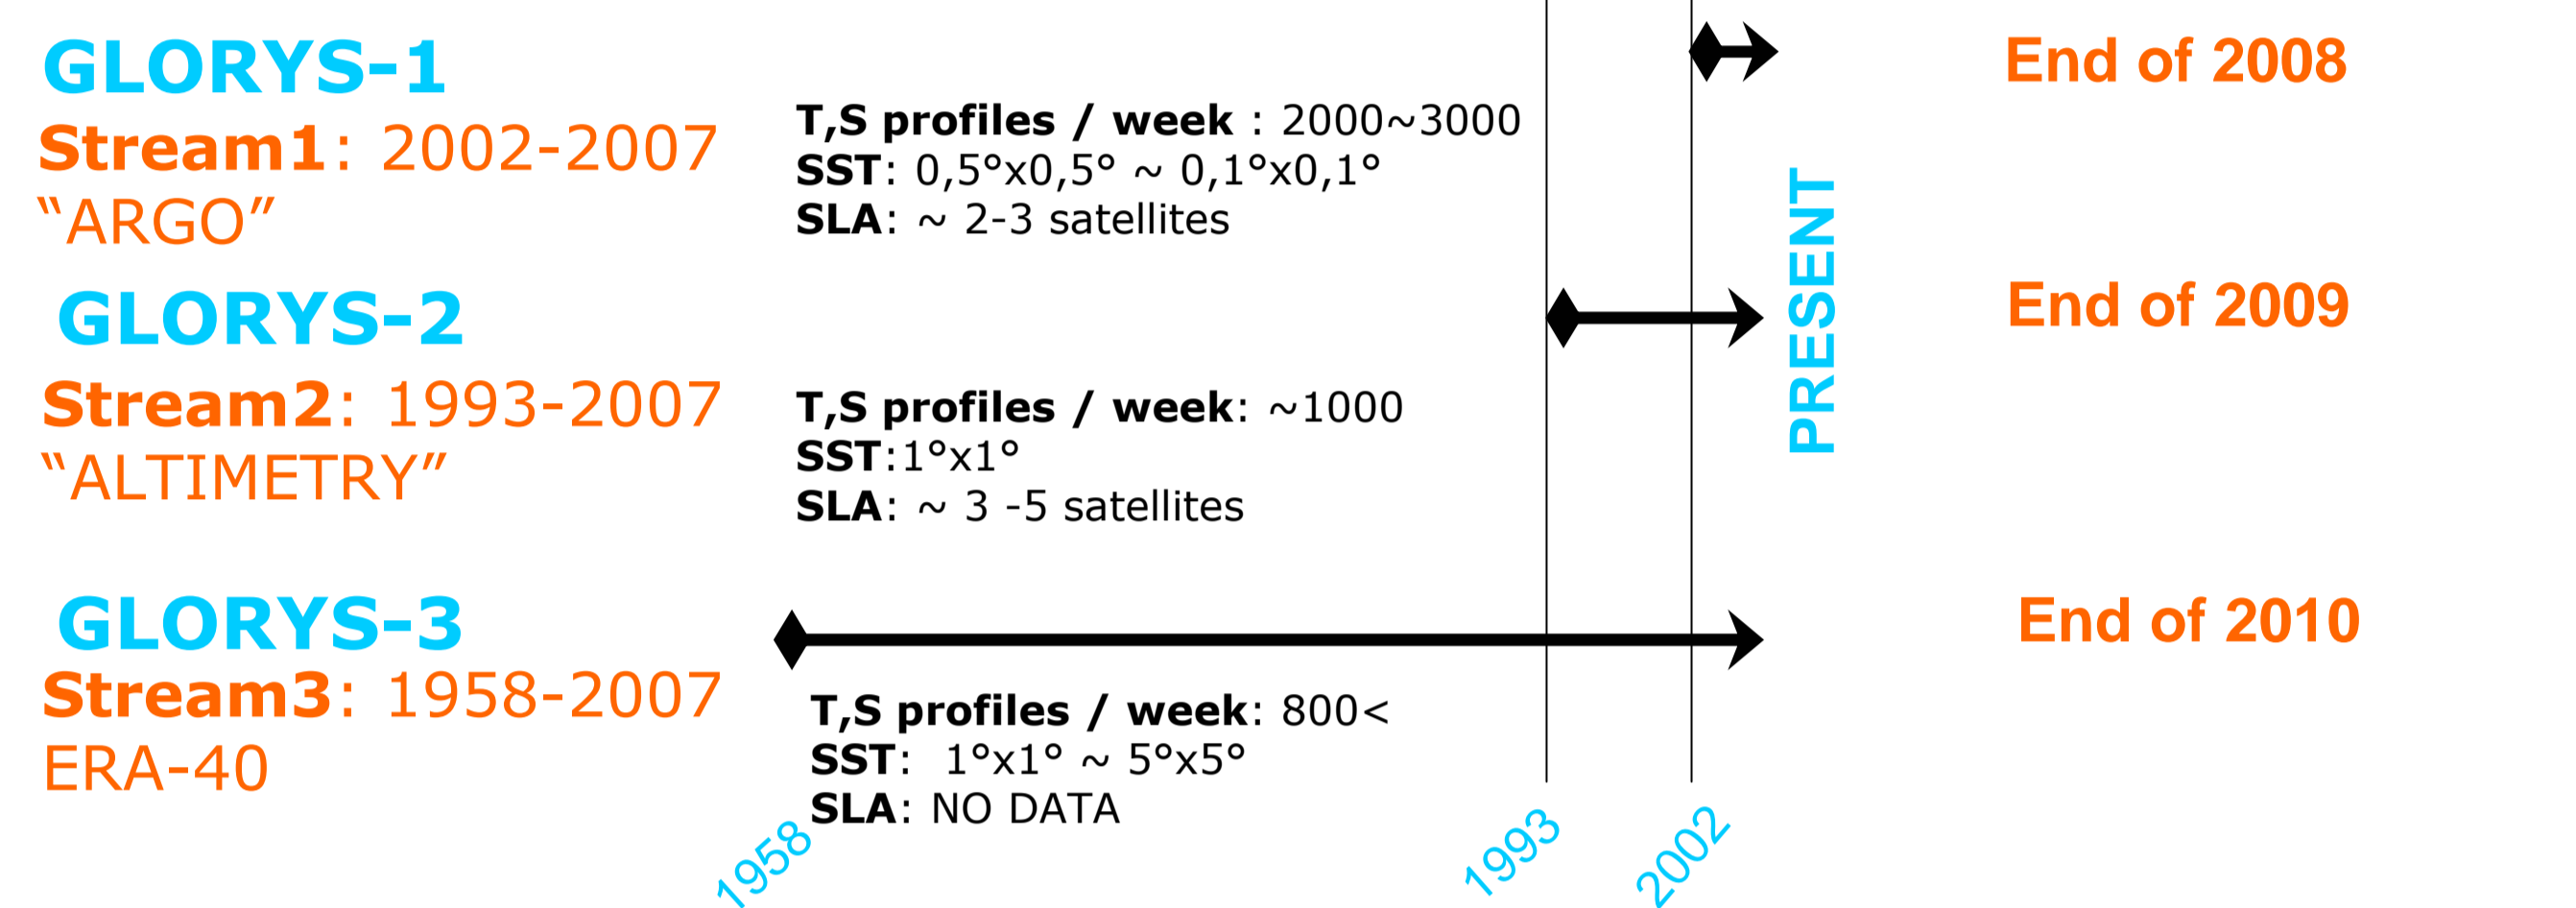 GLORYS-1
End of 2008
Stream1: 2002-2007
“ARGO”
T,S profiles / week : 2000~3000
SST: 0,5°x0,5° ~ 0,1°x0,1°
SLA: ~ 2-3 satellites
PRESENT
GLORYS-2
End of 2009
Stream2: 1993-2007
“ALTIMETRY”
T,S profiles / week: ~1000
SST:1°x1°
SLA: ~ 3 -5 satellites
GLORYS-3
End of 2010
Stream3: 1958-2007
ERA-40
T,S profiles / week: 800<
SST: 1°x1° ~ 5°x5°
SLA: NO DATA
1958
1993
2002